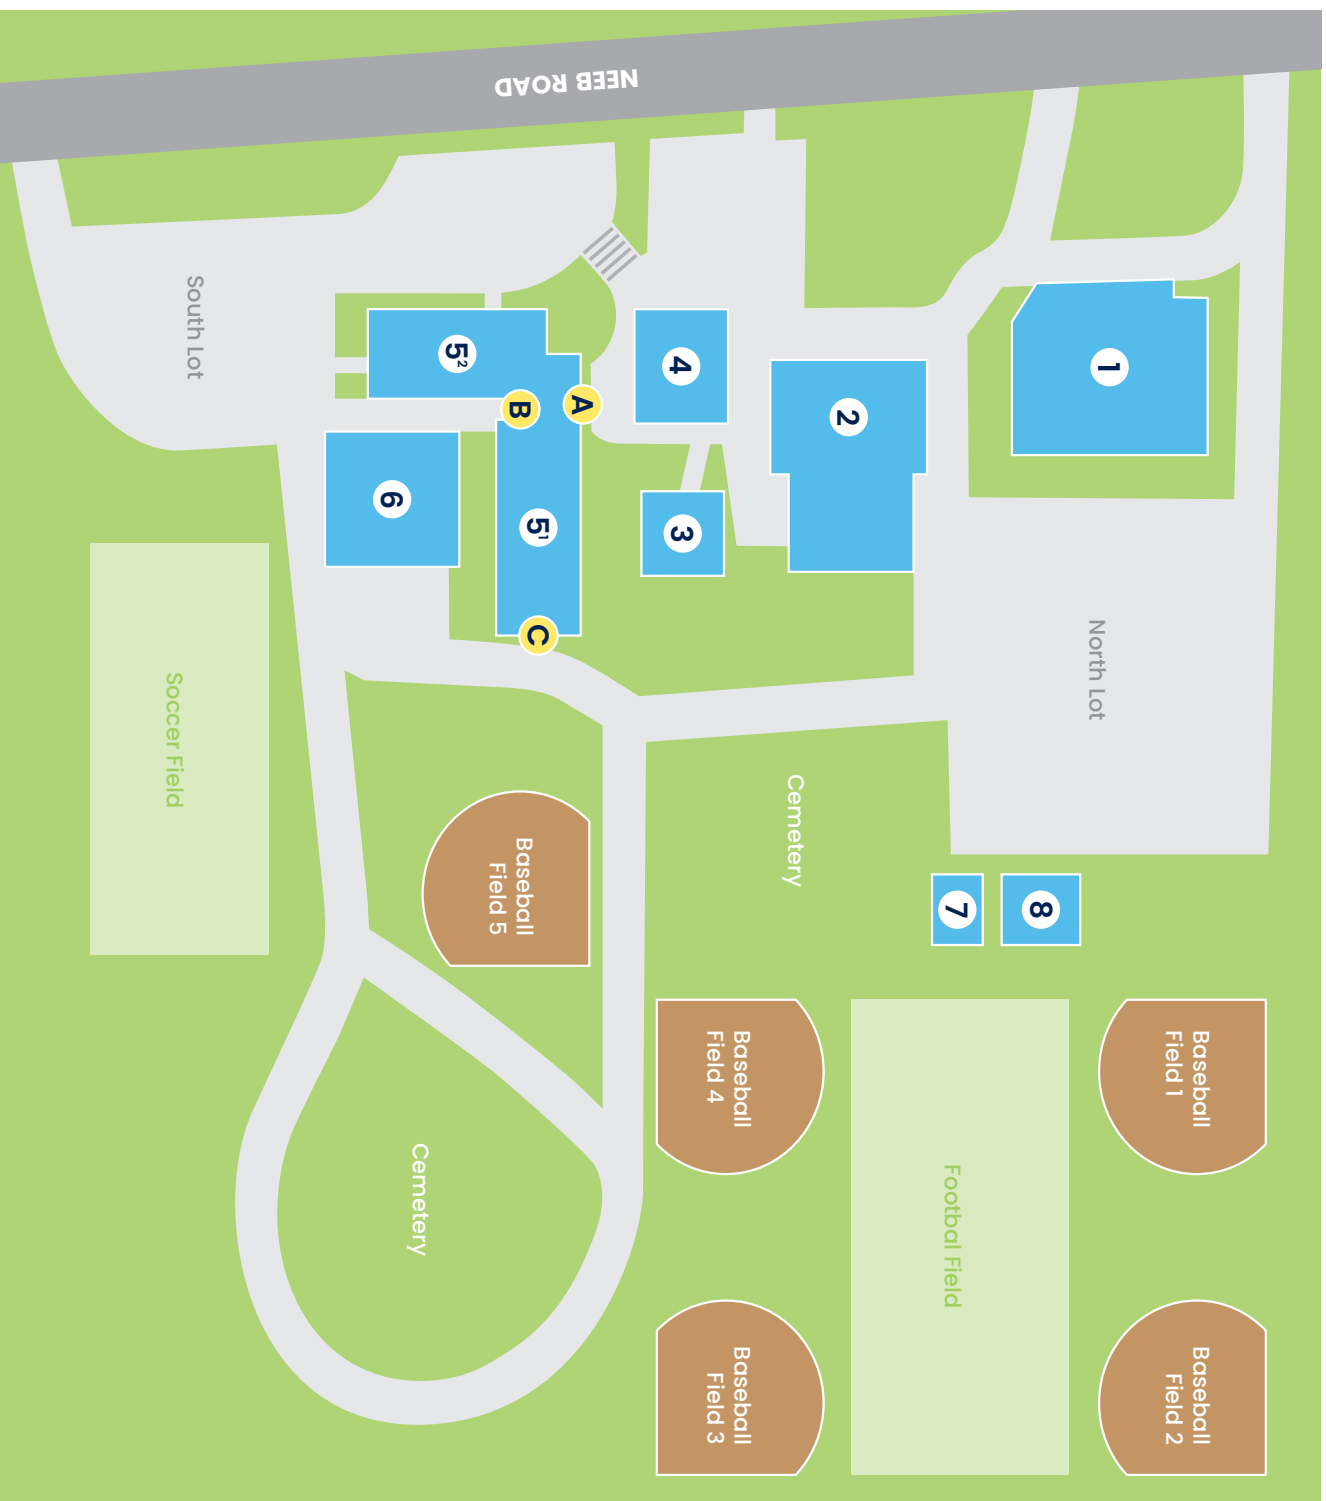 Baseball
Field 1
Baseball
Field 2
1
North Lot
8
7
Footbal Field
2
Cemetery
Baseball
Field 4
Baseball
Field 3
4
3
NEEB ROAD
A
5¹
C
B
Baseball
Field 5
5²
Cemetery
6
South Lot
Soccer Field